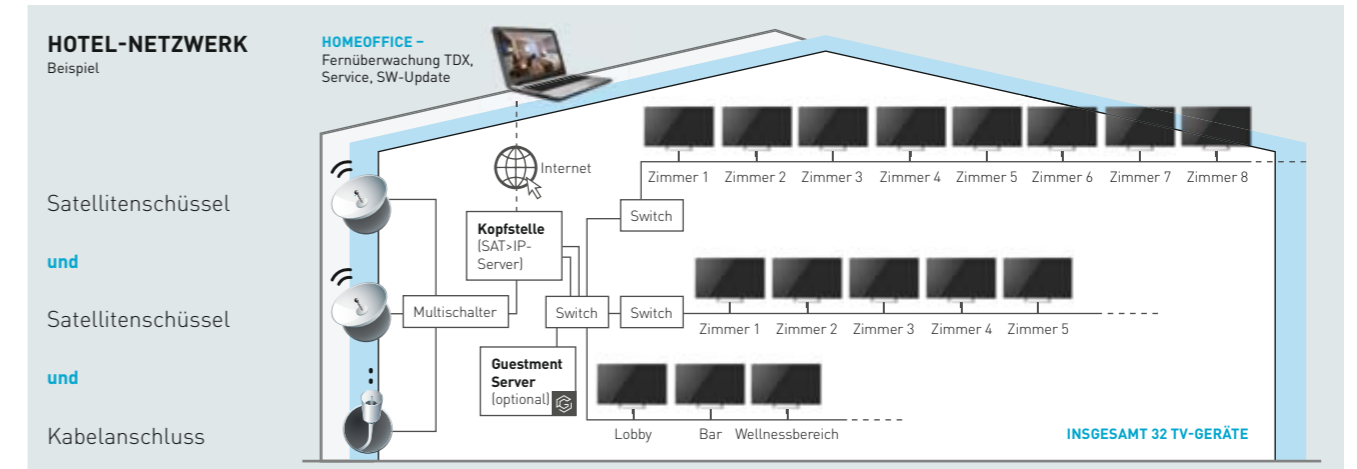 HOTEL-NETZWERK
Beispiel
HOMEOFFICE –
Fernüberwachung TDX,
Service, SW-Update
Internet
Zimmer 1 Zimmer 2 Zimmer 3 Zimmer 4 Zimmer 5 Zimmer 6 Zimmer 7 Zimmer 8
Satellitenschüssel
Switch
Kopfstelle
(SAT>IP-
Server)
und
Satellitenschüssel
Multischalter
Switch
Switch
Zimmer 1 Zimmer 2 Zimmer 3 Zimmer 4 Zimmer 5
und
Guestment
Server
(optional)
Kabelanschluss
Lobby Bar Wellnessbereich
INSGESAMT 32 TV-GERÄTE